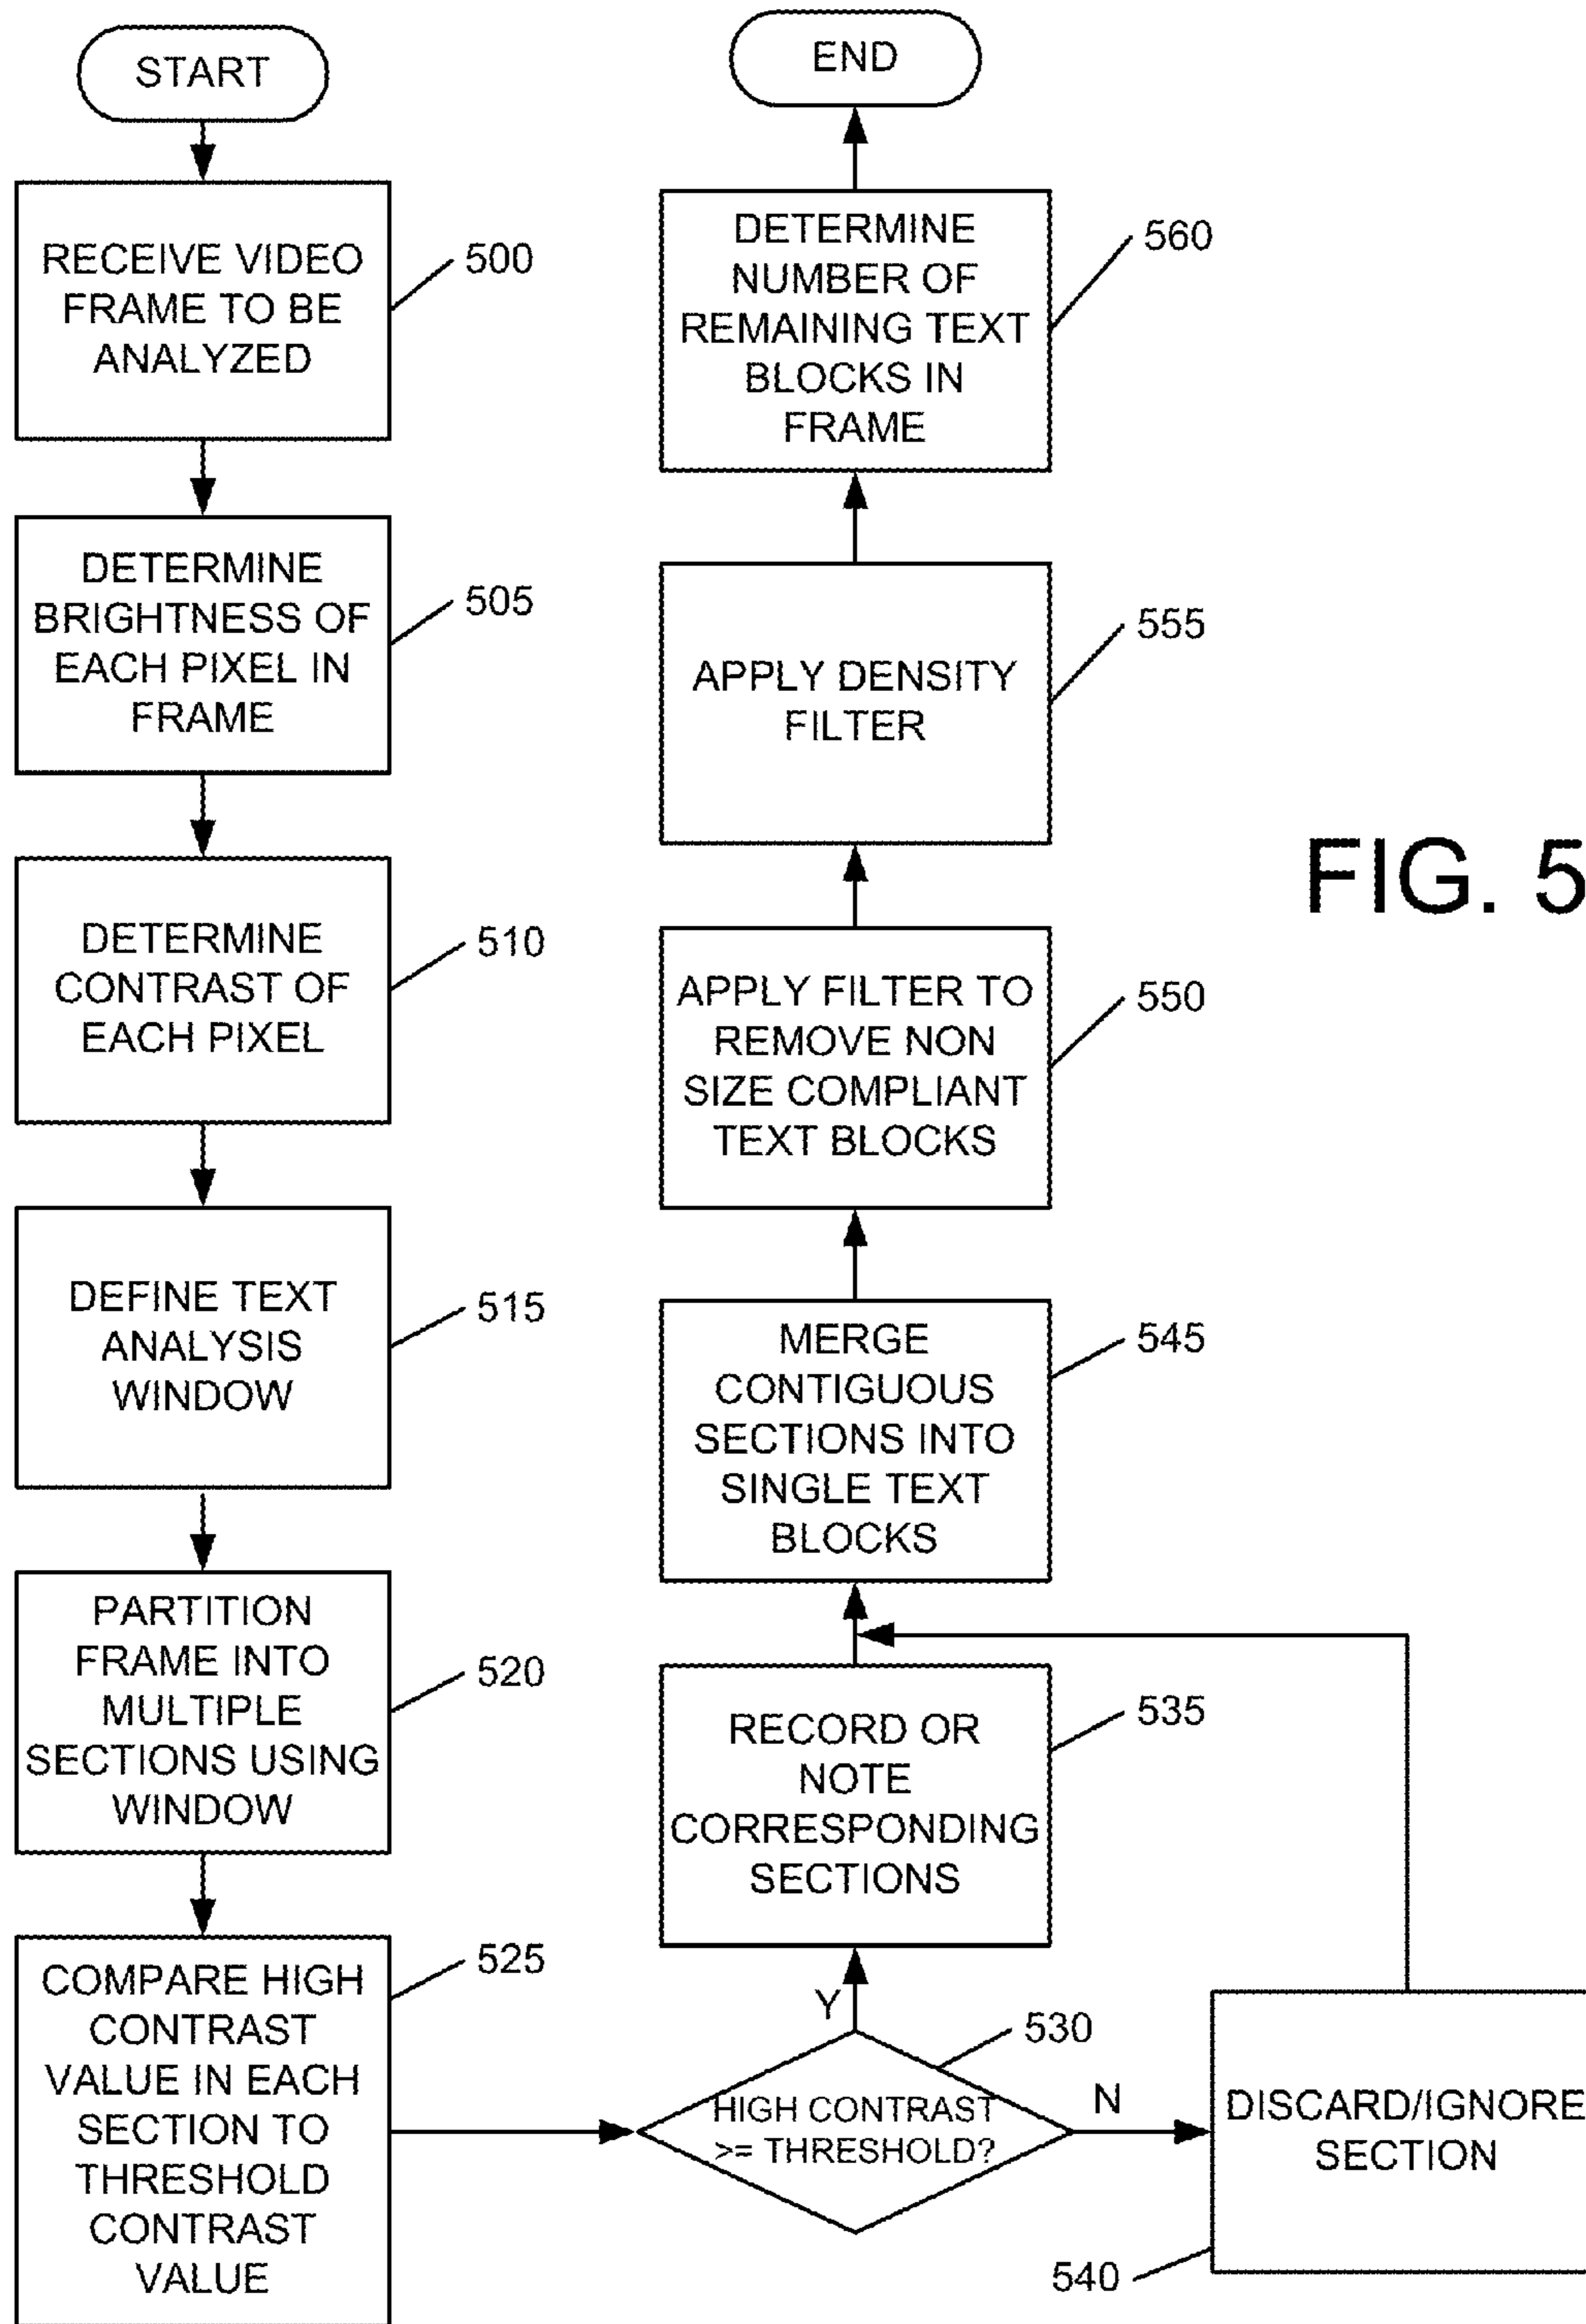 START
RECEIVE VIDEO
FRAME TO BE
ANALYZED
500
DETERMINE
BRIGHTNESS OF
EACH PIXEL IN
FRAME
505
DETERMINE
CONTRAST OF
EACH PIXEL
510
DEFINE TEXT
ANALYSIS
WINDOW
515
PARTITION
FRAME INTO
MULTIPLE
SECTIONS USING
WINDOW
520
COMPARE HIGH
CONTRAST
VALUE IN EACH
SECTION TO
THRESHOLD
CONTRAST
VALUE
525
HIGH CONTRAST
>= THRESHOLD?
530
Y
N
RECORD OR
NOTE
CORRESPONDING
SECTIONS
535
DISCARD/IGNORE
SECTION
540
MERGE
CONTIGUOUS
SECTIONS INTO
SINGLE TEXT
BLOCKS
545
APPLY FILTER TO
REMOVE NON
SIZE COMPLIANT
TEXT BLOCKS
550
APPLY DENSITY
FILTER
555
DETERMINE
NUMBER OF
REMAINING TEXT
BLOCKS IN
FRAME
560
END
FIG. 5